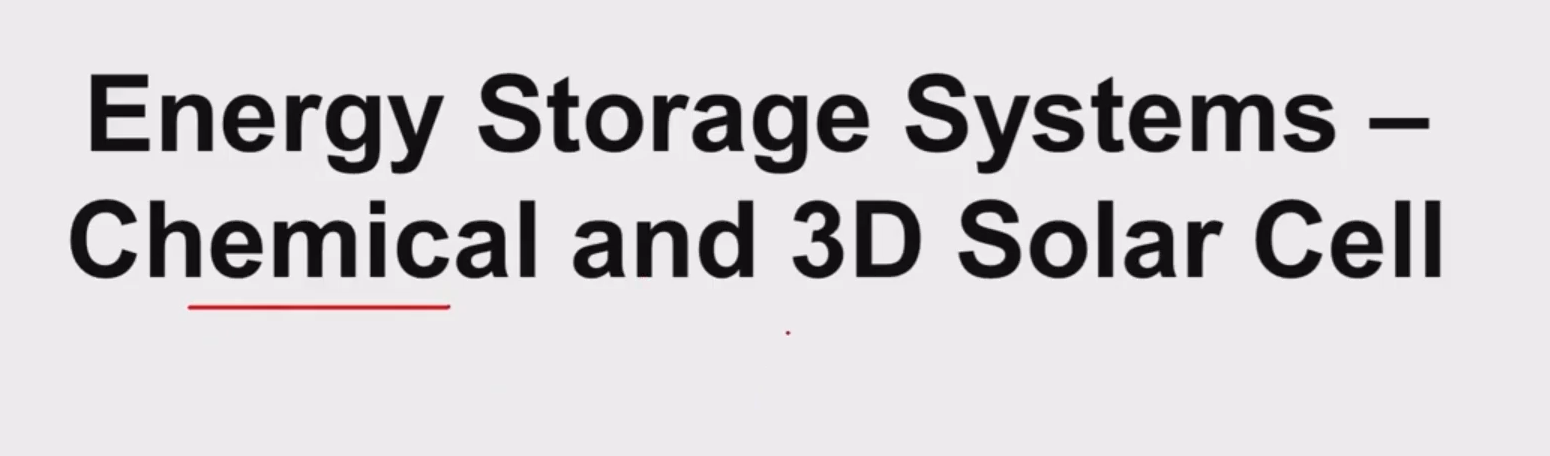 Energy Storage Systems –
Chemical and 3D Solar Cell